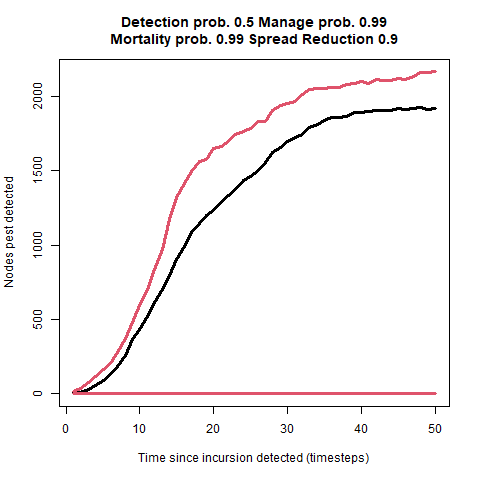 Detection prob. 0.5 Manage prob. 0.99
Mortality prob. 0.99 Spread Reduction 0.9
Nodes pest detected
2000
1500
1000
500
0
0 10 20 30 40 50
Time since incursion detected (timesteps)